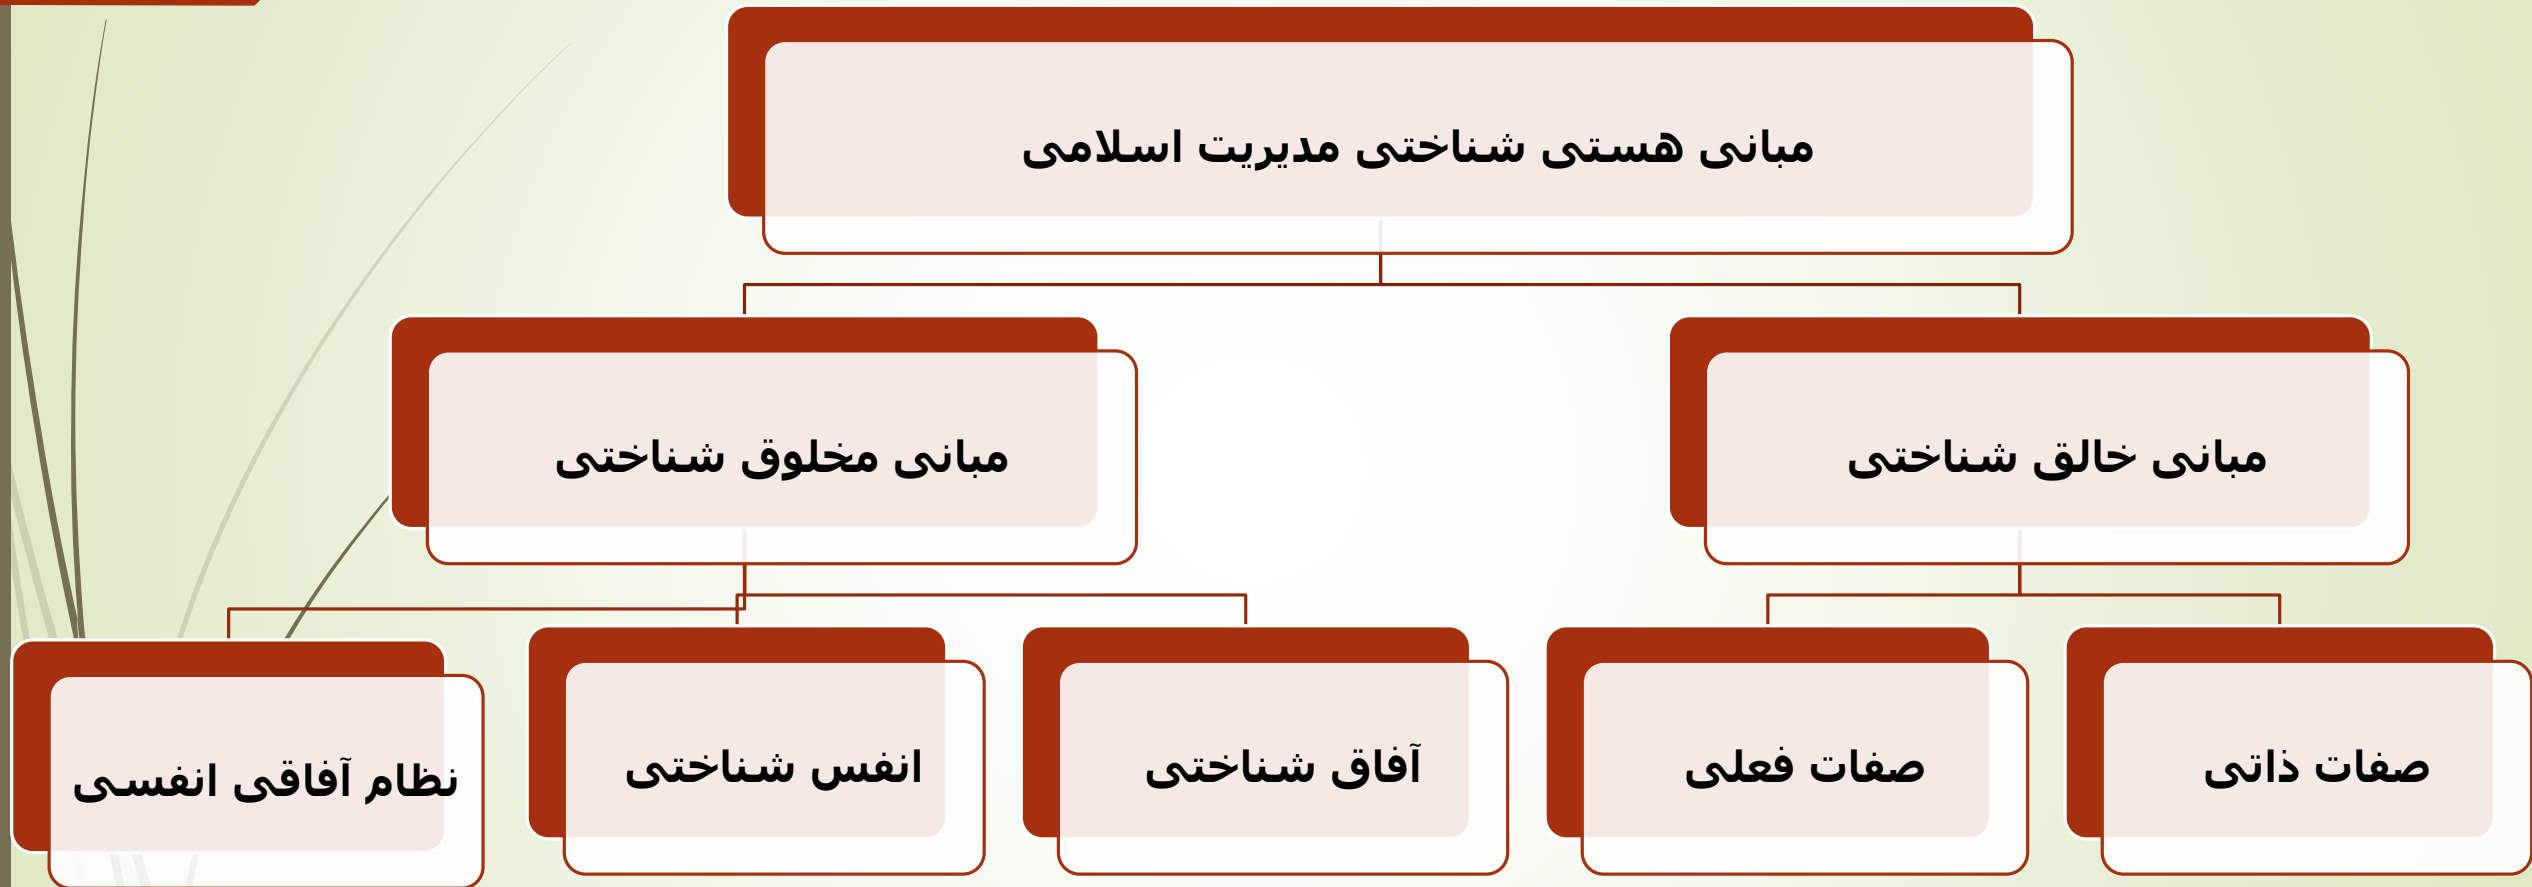 مبانی هستی شناختی مدیریت اسلامی
مبانی خالق شناختی
مبانی مخلوق شناختی
صفات ذاتی
صفات فعلی
آفاق شناختی
انفس شناختی
نظام آفاقی انفسی